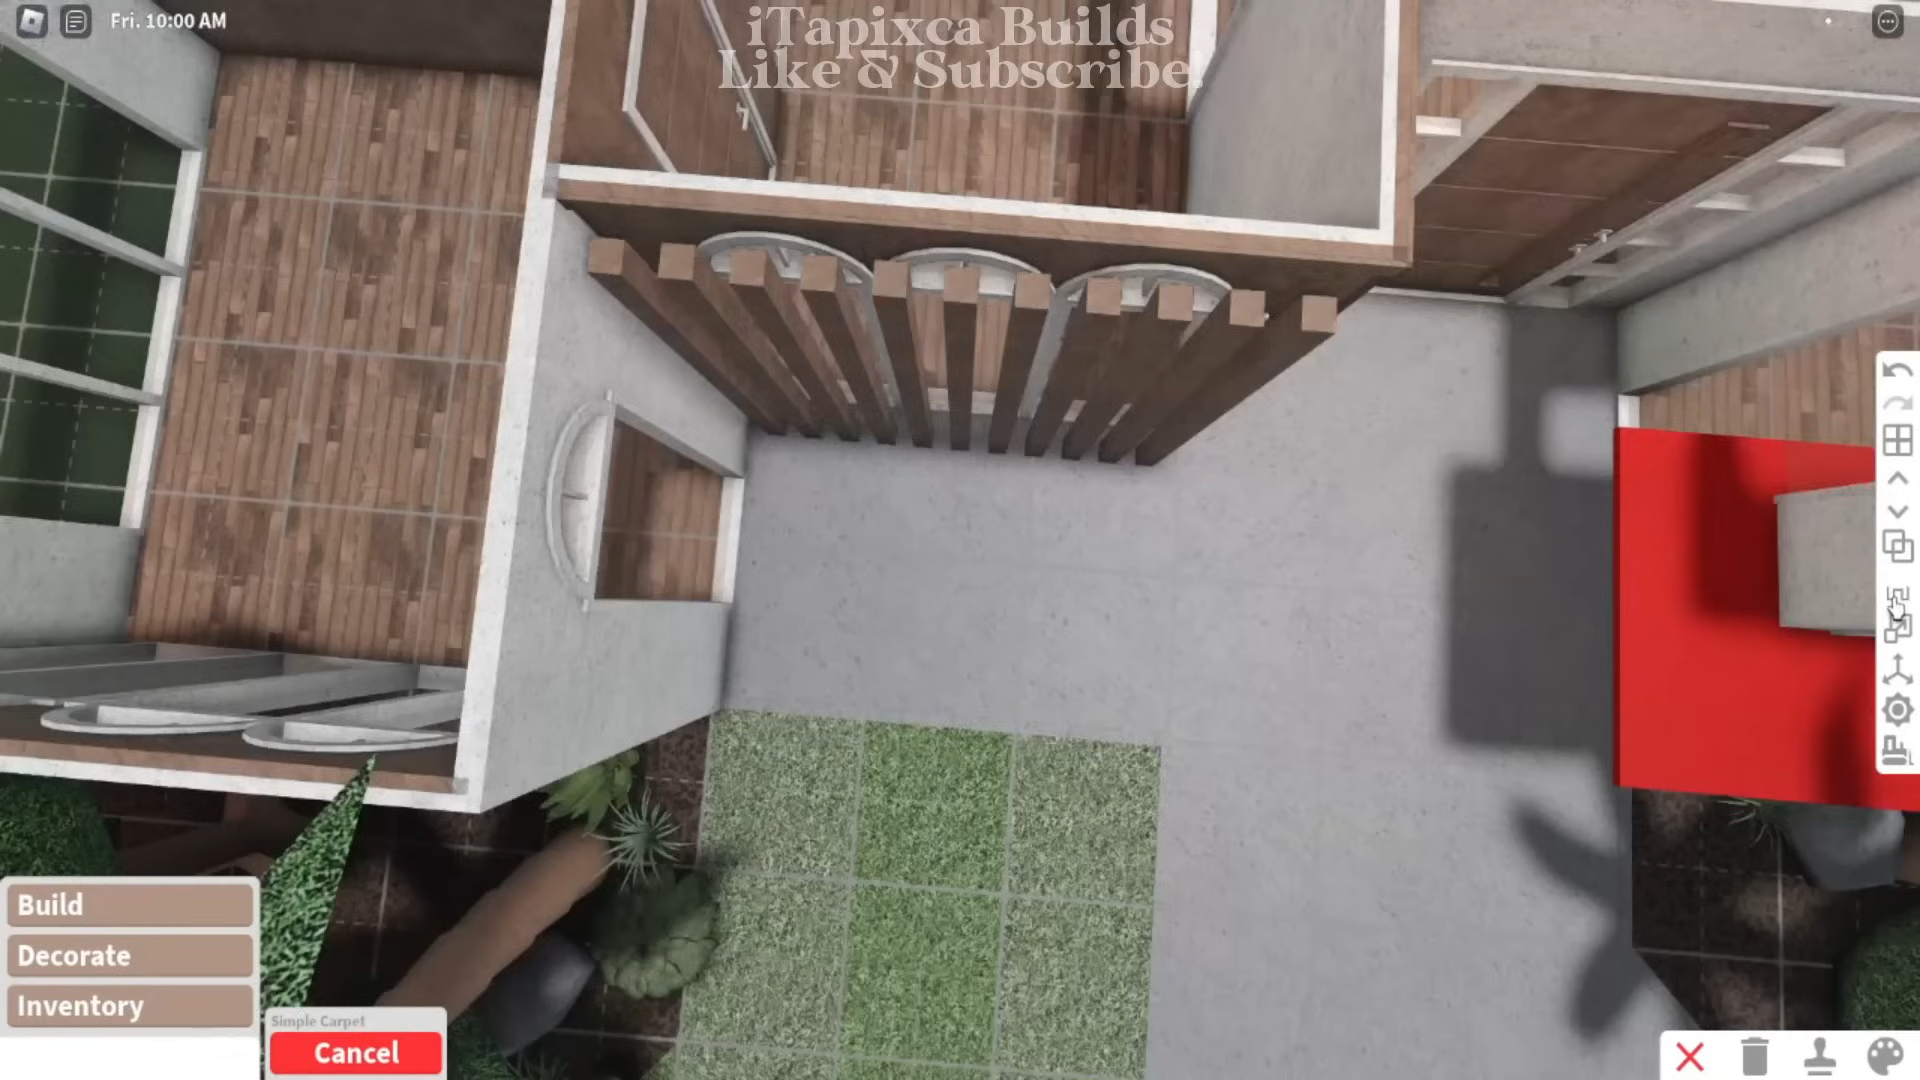 Fri. 10:00 AM
iTapixca Builds
Like & Subscribe!
Build
Decorate
Inventory
Simple Carpet
Cancel